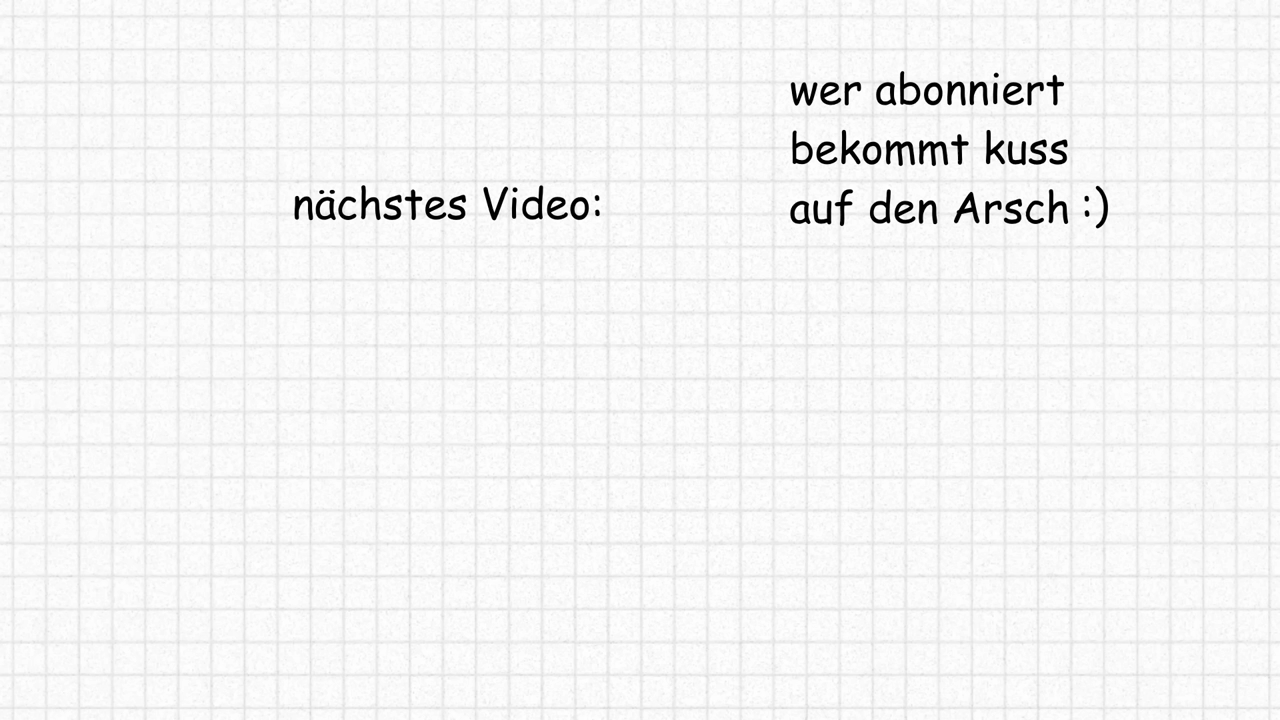 nächstes Video:
wer abonniert
bekommt kuss
auf den Arsch :)